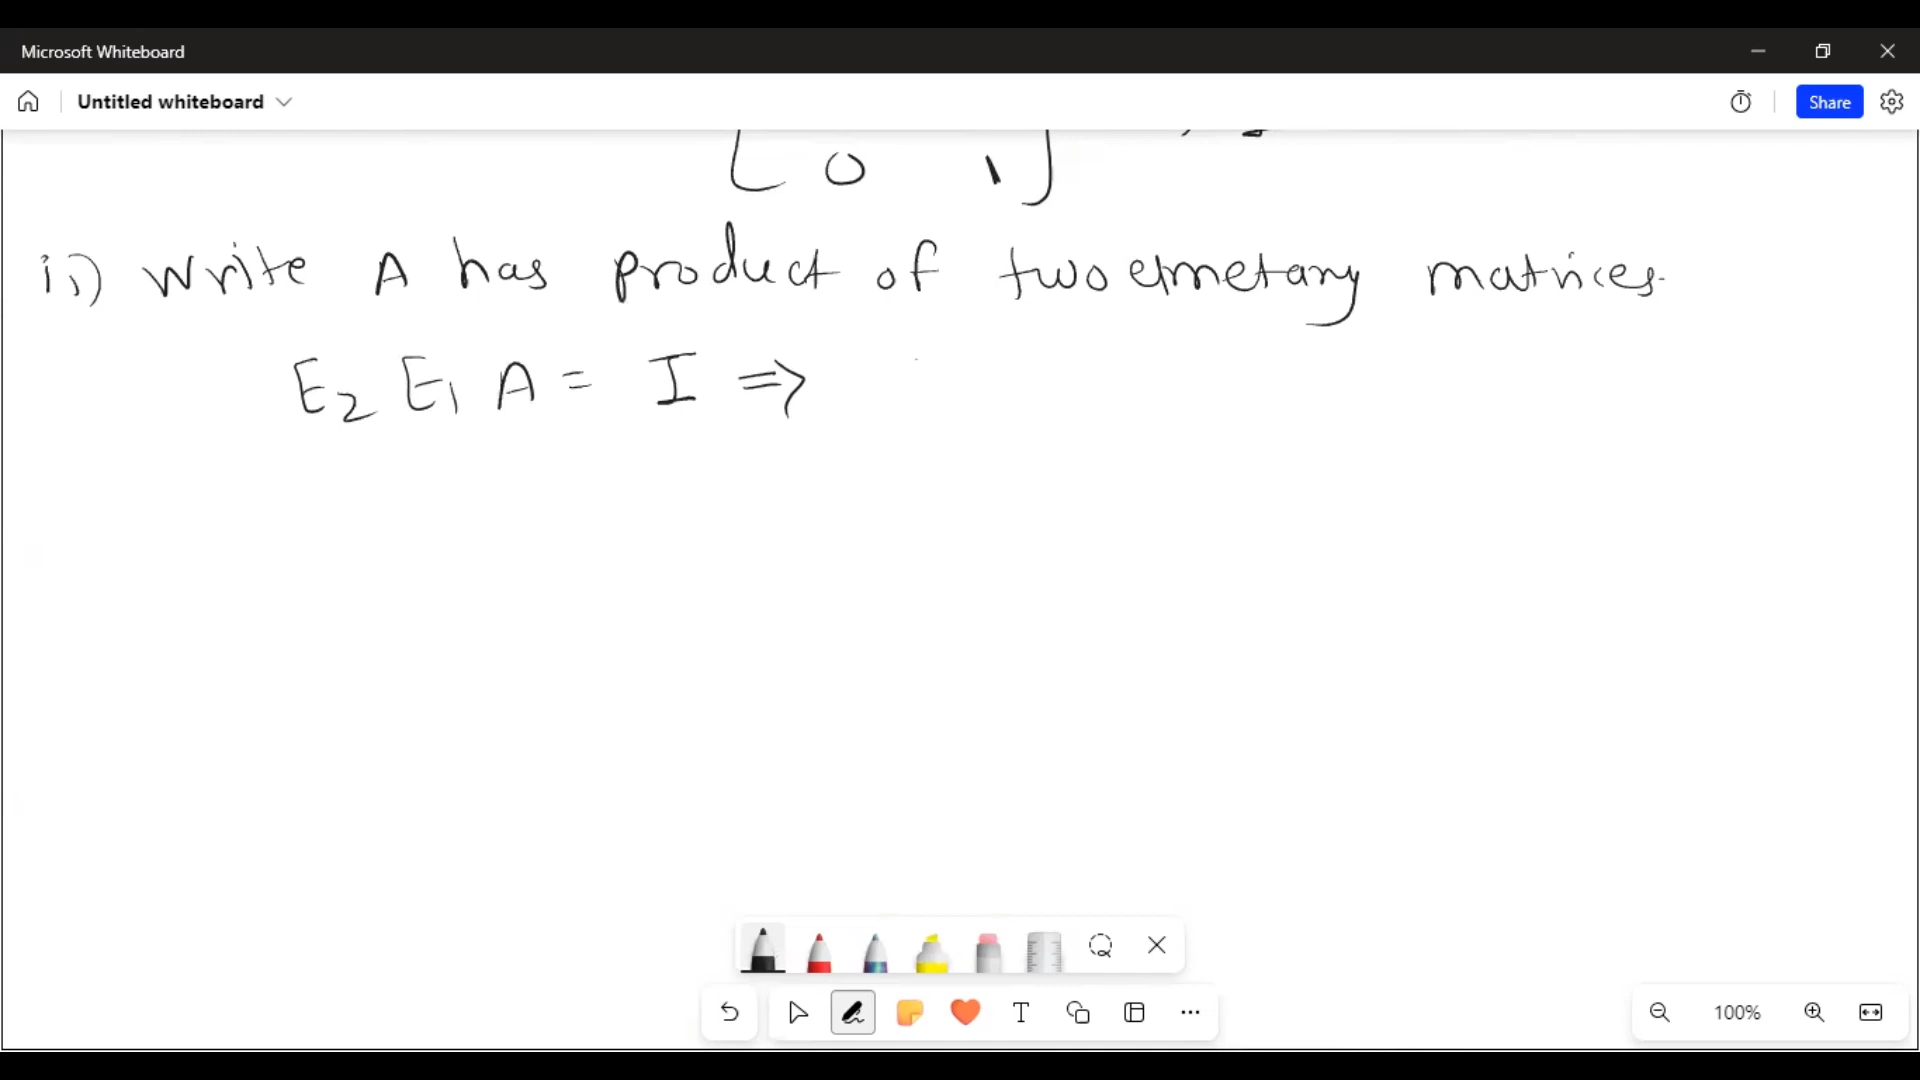 Microsoft Whiteboard
Untitled whiteboard
Share
[ 0 1 ]
ii) Write A has product of two elmetary matrices.
E₂ E₁ A = I ⇒
T
100%